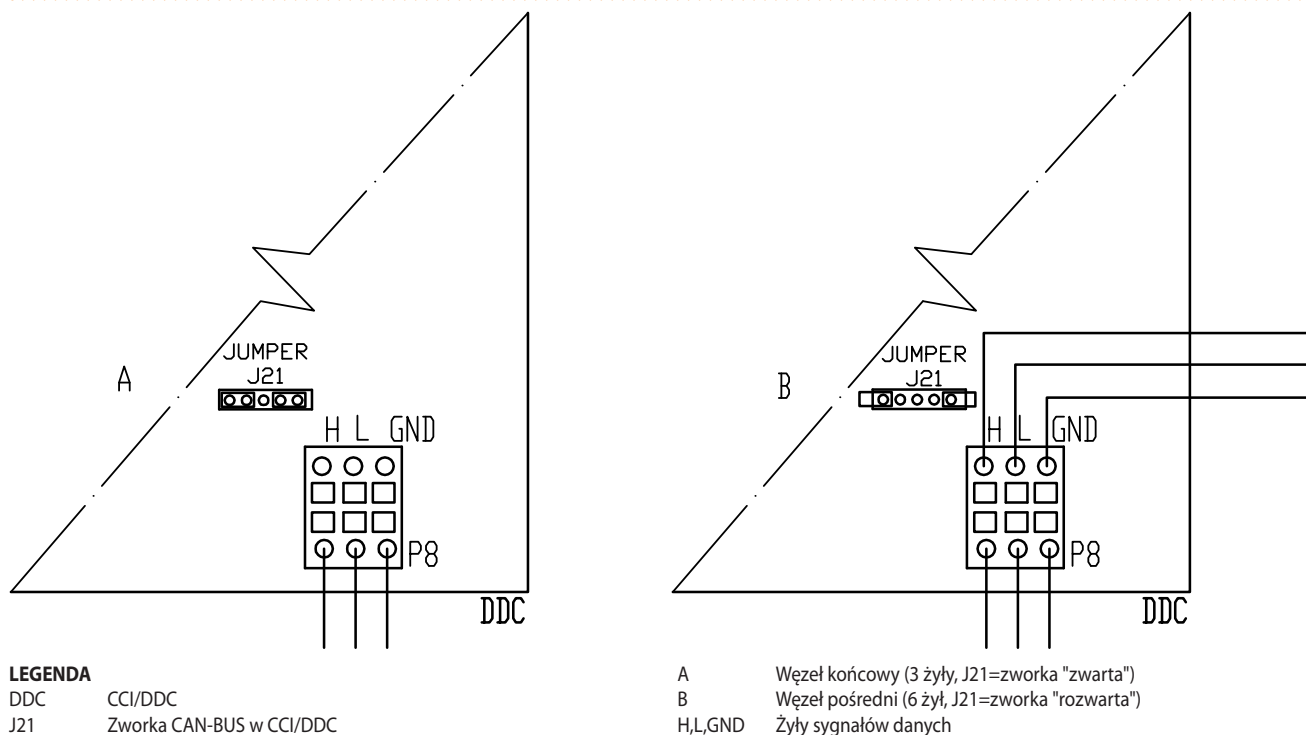 A
JUMPER
J21
H L GND
P8
DDC
B
JUMPER
J21
H L GND
P8
DDC
LEGENDA
DDC CCI/DDC
J21 Zworka CAN-BUS w CCI/DDC
A Węzeł końcowy (3 żyły, J21=zworka "zwarta")
B Węzeł pośredni (6 żył, J21=zworka "rozwarta")
H,L,GND Żyły sygnałów danych